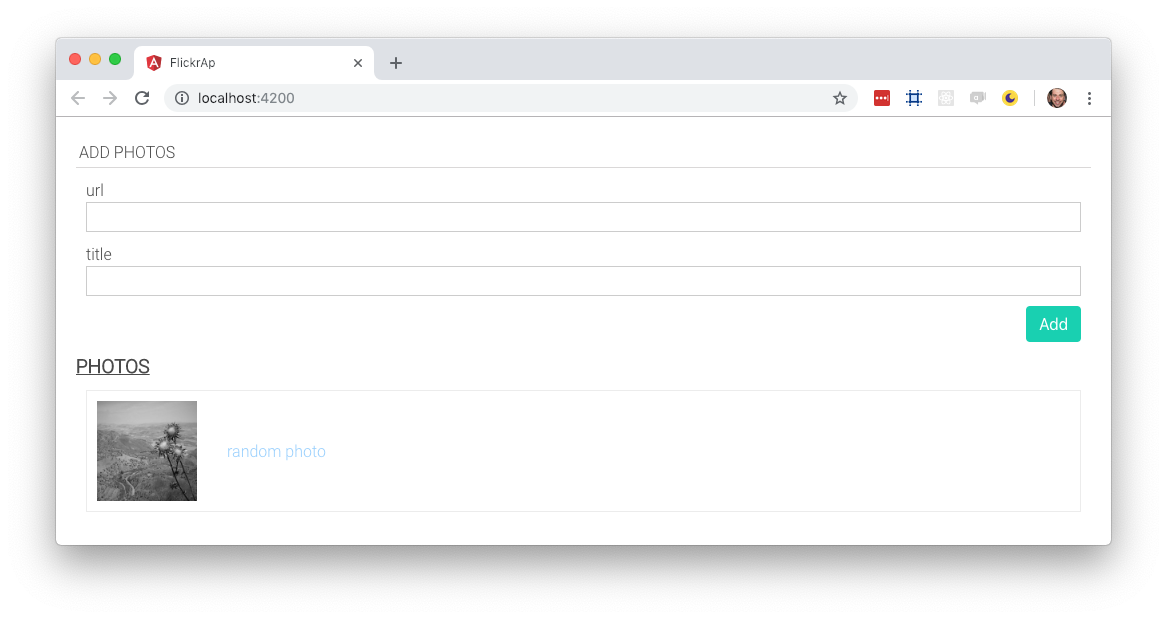 FlickrAp
localhost:4200
ADD PHOTOS
url
title
Add
PHOTOS
random photo